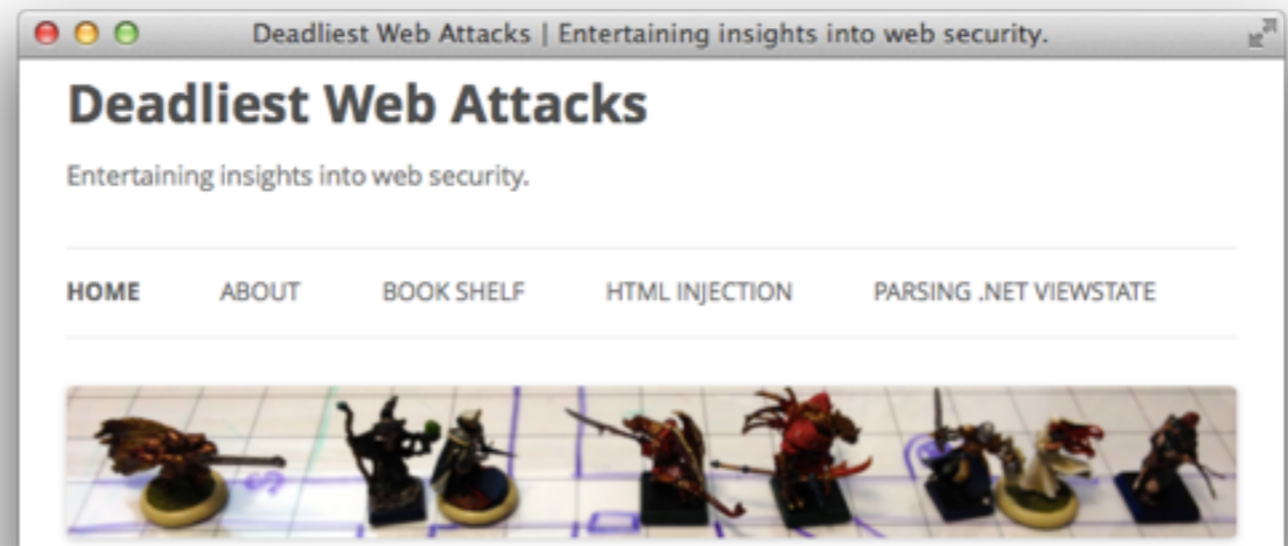 Deadliest Web Attacks | Entertaining insights into web security.
Deadliest Web Attacks
Entertaining insights into web security.
HOME ABOUT BOOK SHELF HTML INJECTION PARSING .NET VIEWSTATE